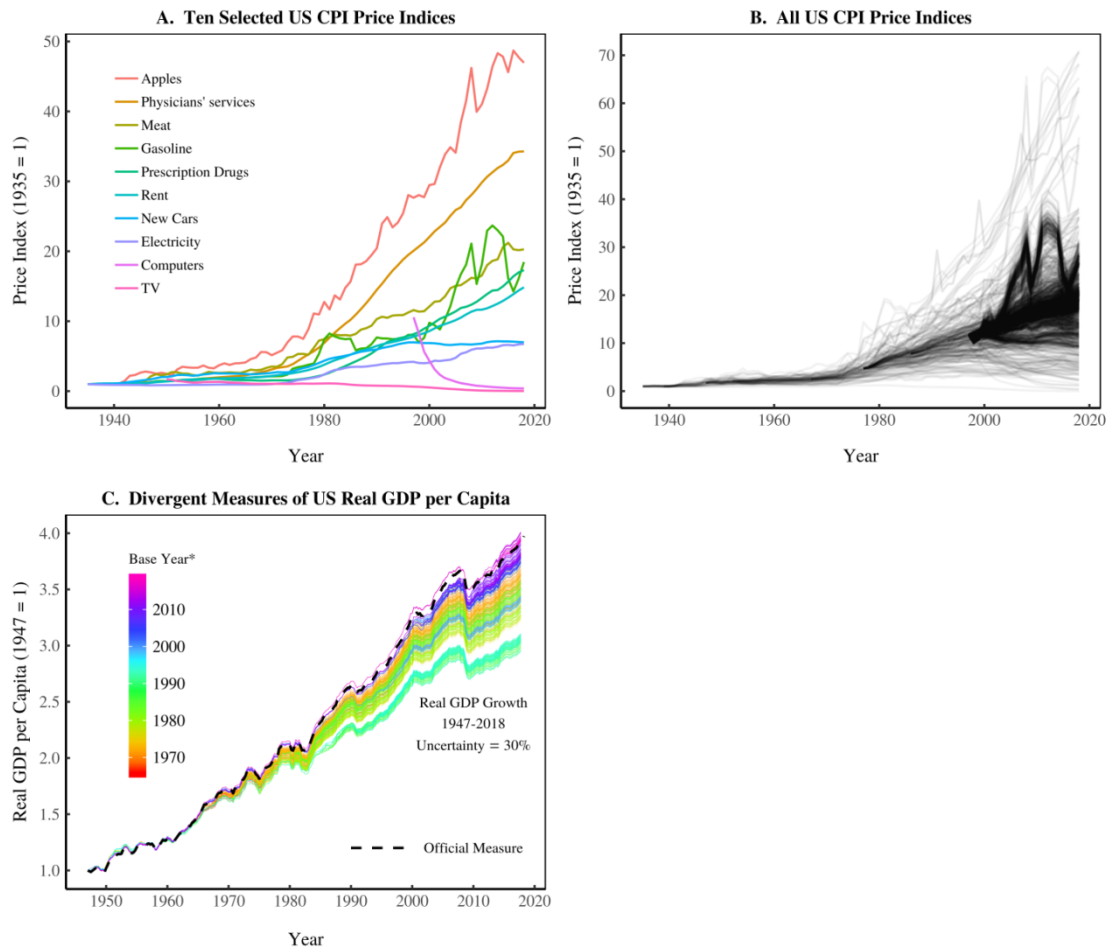 A. Ten Selected US CPI Price Indices
Price Index (1935 = 1)
50
40
30
20
10
0
Apples
Physicians' services
Meat
Gasoline
Prescription Drugs
Rent
New Cars
Electricity
Computers
TV
1940
1960
1980
2000
2020
Year
B. All US CPI Price Indices
Price Index (1935 = 1)
70
60
50
40
30
20
10
0
1940
1960
1980
2000
2020
Year
C. Divergent Measures of US Real GDP per Capita
Real GDP per Capita (1947 = 1)
4.0
3.5
3.0
2.5
2.0
1.5
1.0
Base Year*
2010
2000
1990
1980
1970
Real GDP Growth
1947-2018
Uncertainty = 30%
Official Measure
1950
1960
1970
1980
1990
2000
2010
2020
Year